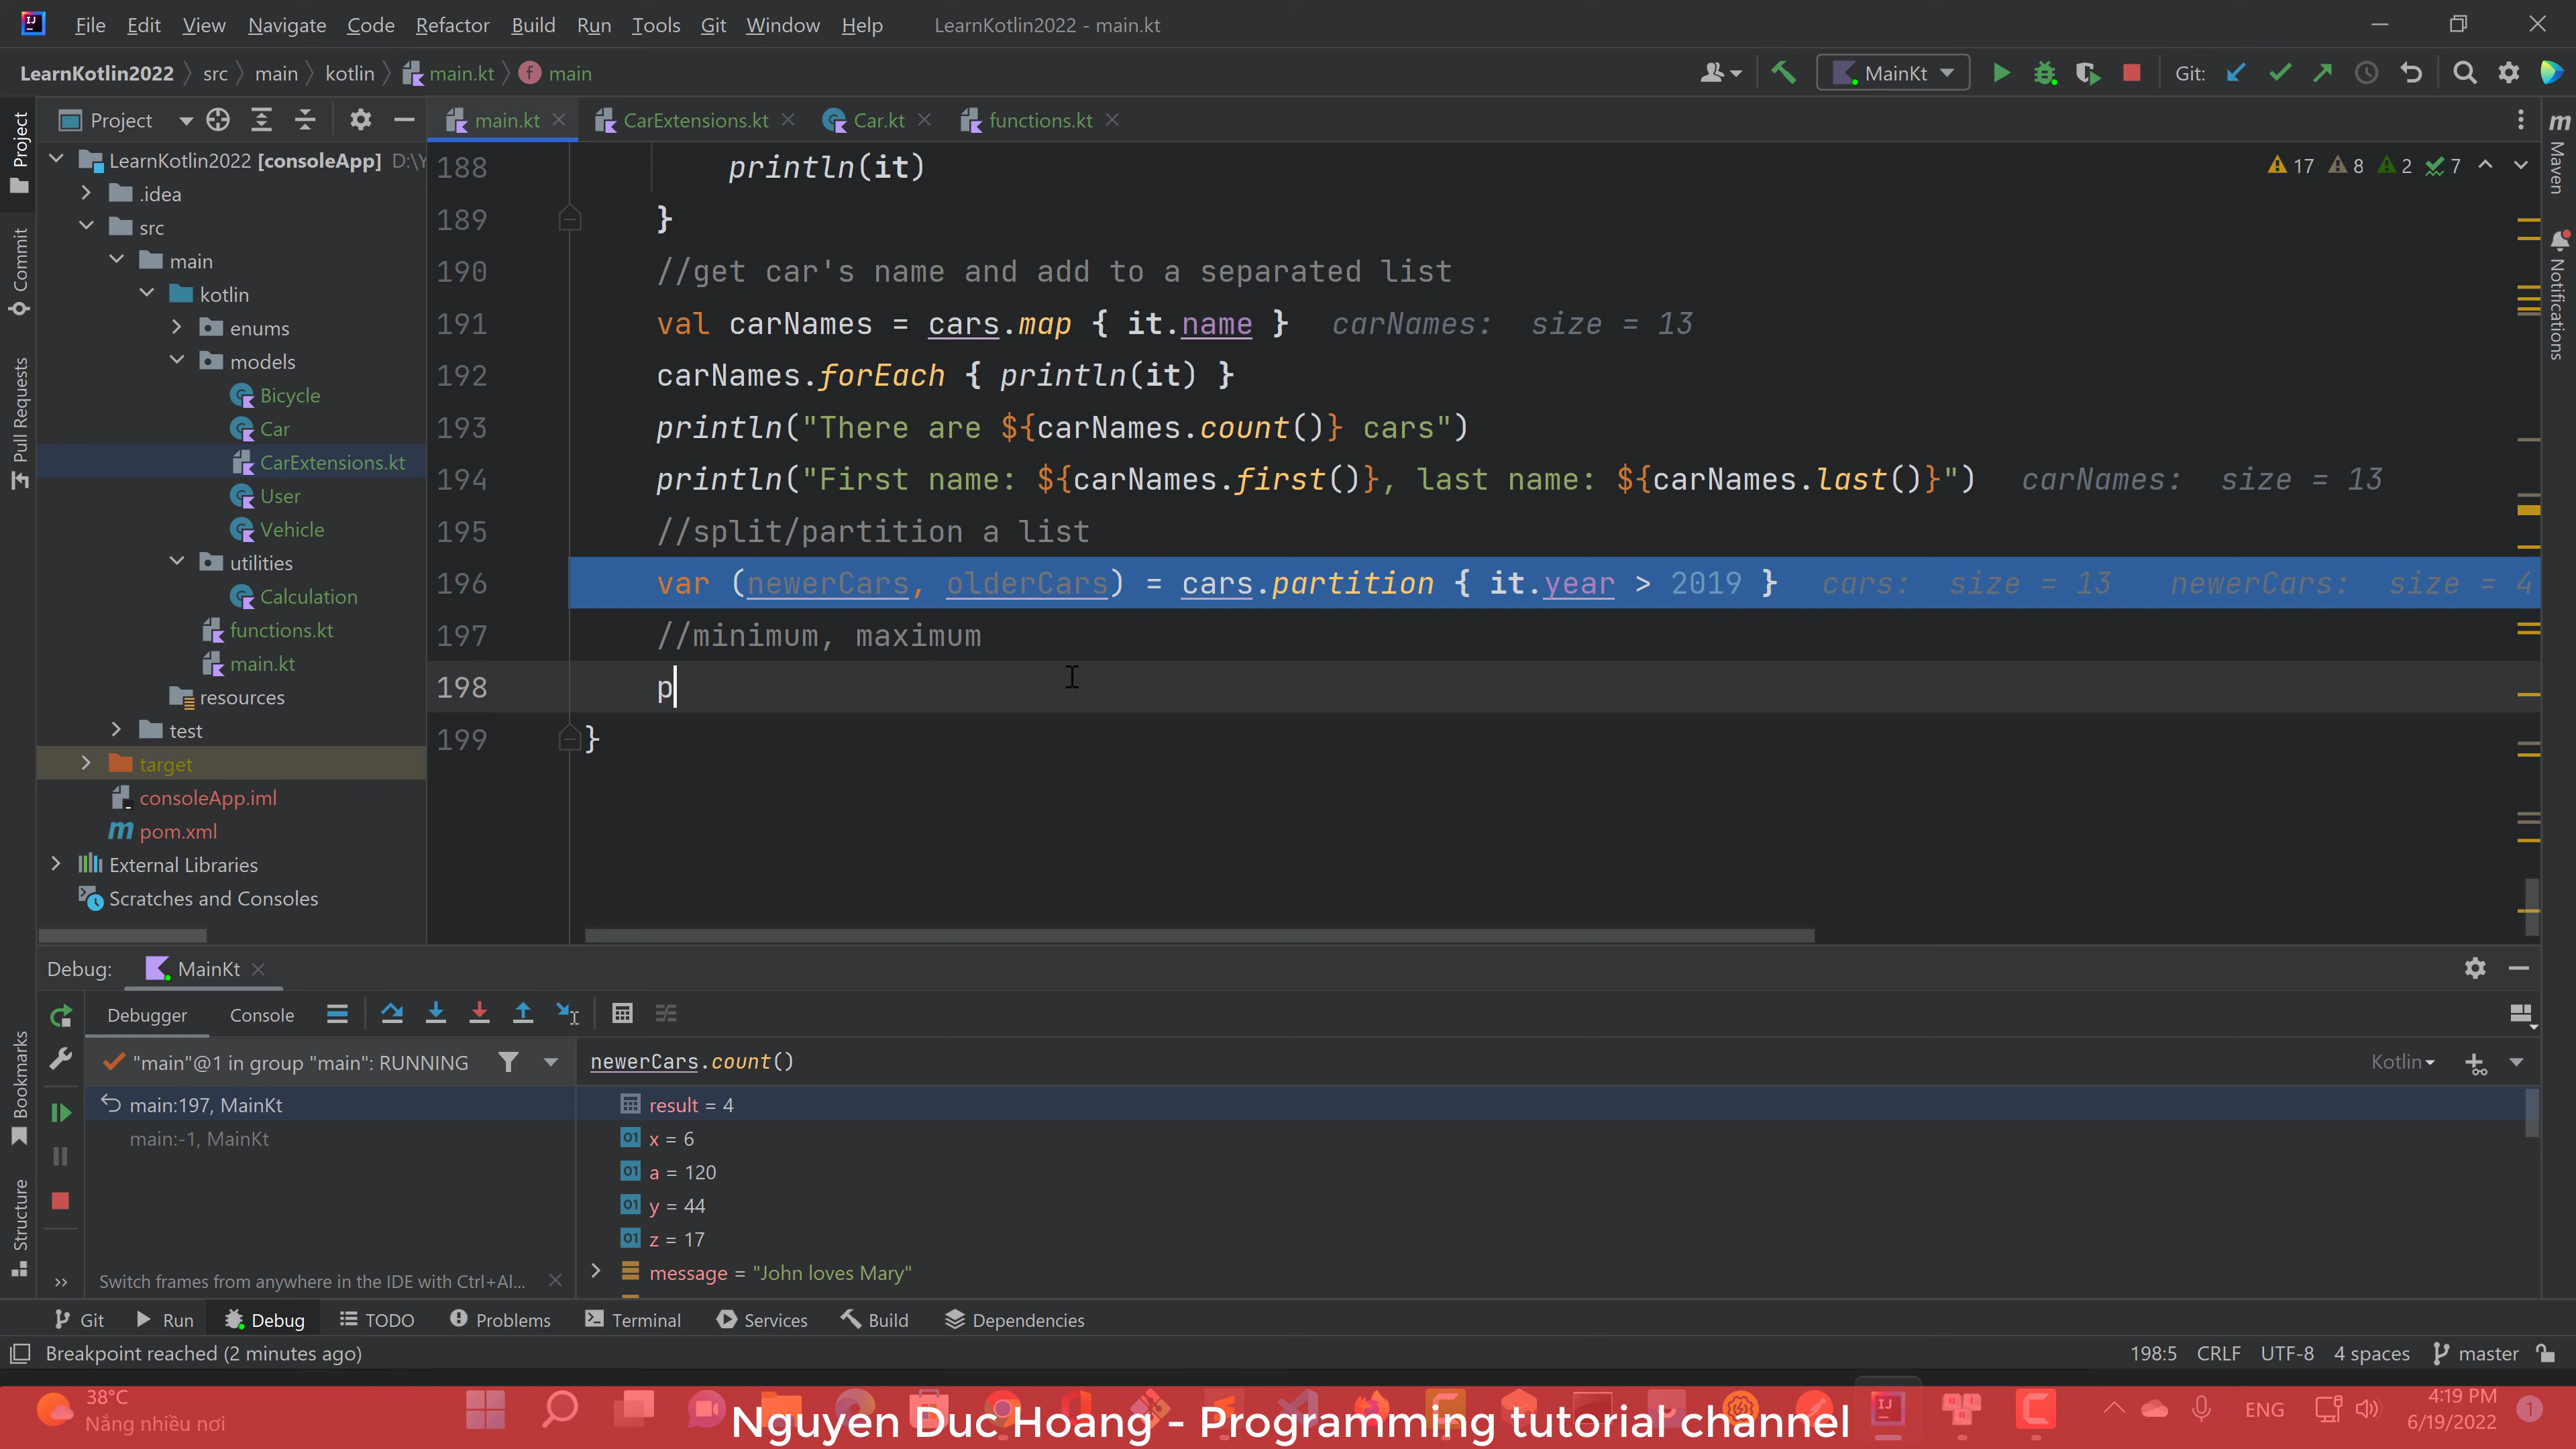 File Edit View Navigate Code Refactor Build Run Tools Git Window Help LearnKotlin2022 - main.kt
LearnKotlin2022 src main kotlin main.kt main MainKt Git:
Project main.kt CarExtensions.kt Car.kt functions.kt
LearnKotlin2022 [consoleApp] D:\Y
.idea
src
main
kotlin
enums
models
Bicycle
Car
CarExtensions.kt
User
Vehicle
utilities
Calculation
functions.kt
main.kt
resources
test
target
consoleApp.iml
pom.xml
External Libraries
Scratches and Consoles
Project
Commit
Pull Requests
Bookmarks
Structure
Maven
Notifications
17 8 2 7
188 println(it)
189 }
190 //get car's name and add to a separated list
191 val carNames = cars.map { it.name } carNames: size = 13
192 carNames.forEach { println(it) }
193 println("There are ${carNames.count()} cars")
194 println("First name: ${carNames.first()}, last name: ${carNames.last()}") carNames: size = 13
195 //split/partition a list
196 var (newerCars, olderCars) = cars.partition { it.year > 2019 } cars: size = 13 newerCars: size = 4
197 //minimum, maximum
198 p
199 }
Debug: MainKt
Debugger Console
"main"@1 in group "main": RUNNING
main:197, MainKt
main:-1, MainKt
Switch frames from anywhere in the IDE with Ctrl+Al...
newerCars.count() Kotlin
result = 4
x = 6
a = 120
y = 44
z = 17
message = "John loves Mary"
Git Run Debug TODO Problems Terminal Services Build Dependencies
Breakpoint reached (2 minutes ago) 198:5 CRLF UTF-8 4 spaces master
38°C
Nắng nhiều nơi
Nguyen Duc Hoang - Programming tutorial channel
ENG
4:19 PM
6/19/2022
1